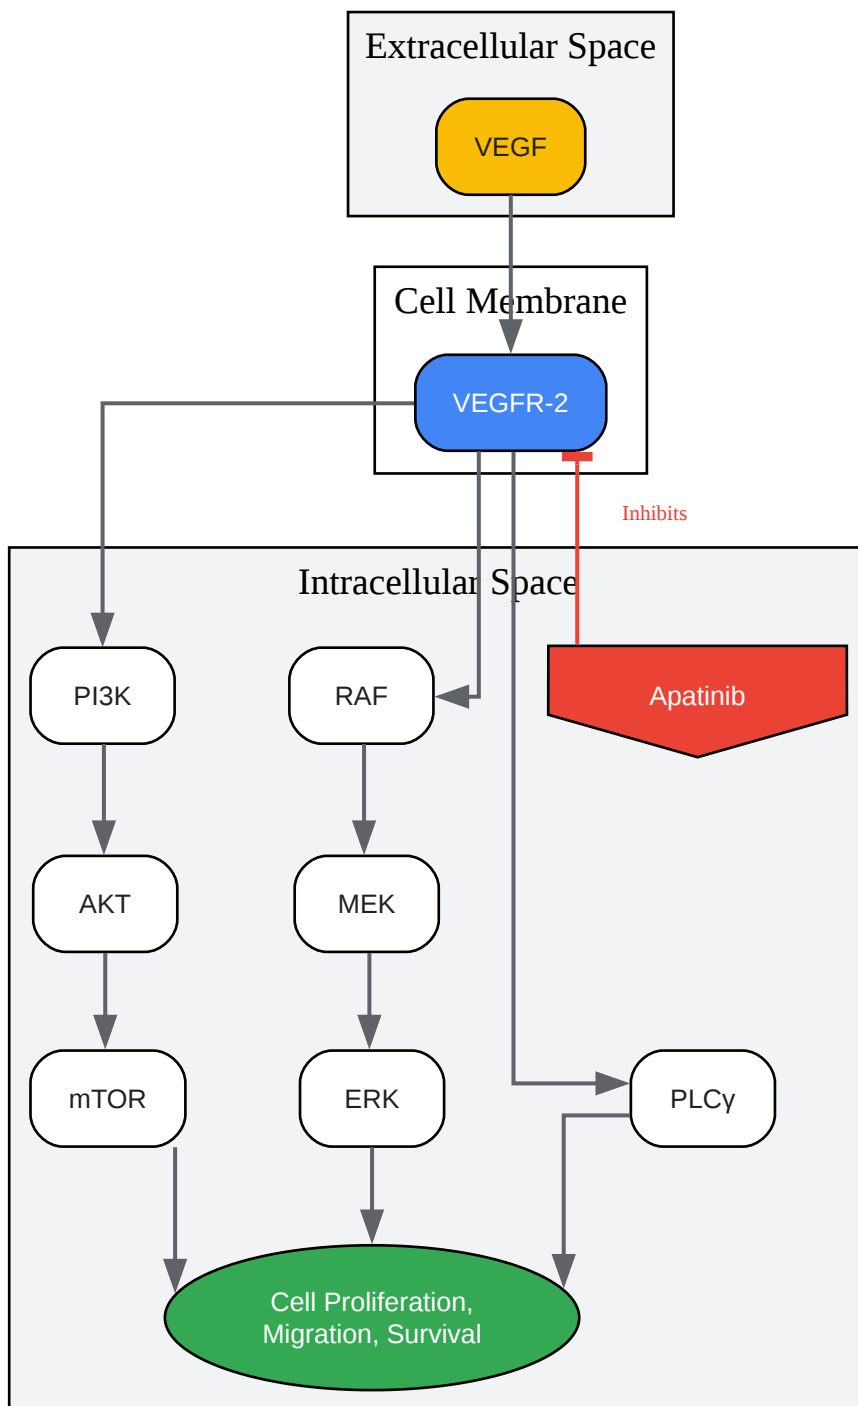 Extracellular Space
VEGF
Cell Membrane
VEGFR-2
Inhibits
Intracellular Space
PI3K
RAF
Apatinib
AKT
MEK
mTOR
ERK
PLCγ
Cell Proliferation,
Migration, Survival